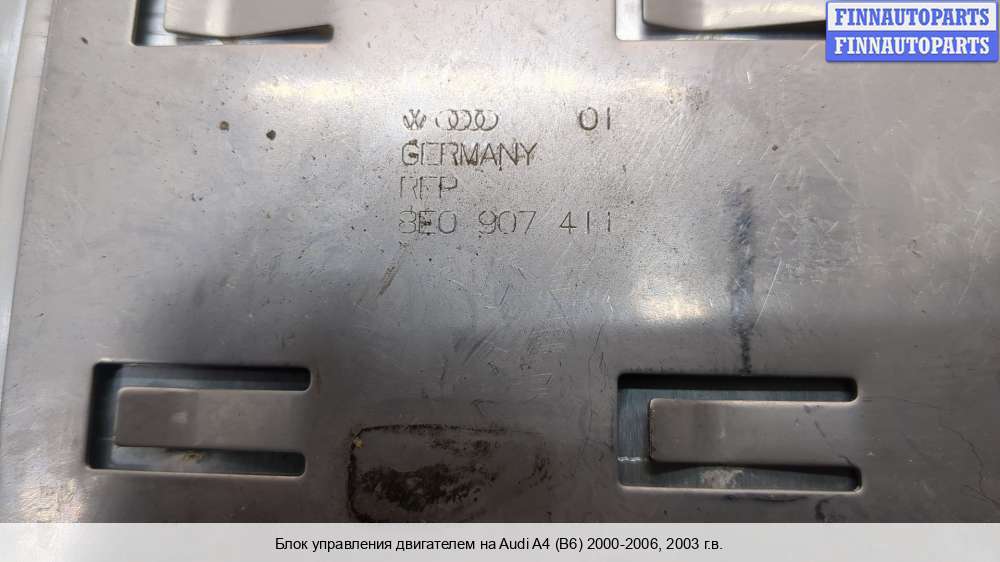 FINNAUTOPARTS
FINNAUTOPARTS
01
GERMANY
8E0 907 411
Блок управления двигателем на Audi A4 (B6) 2000-2006, 2003 г.в.